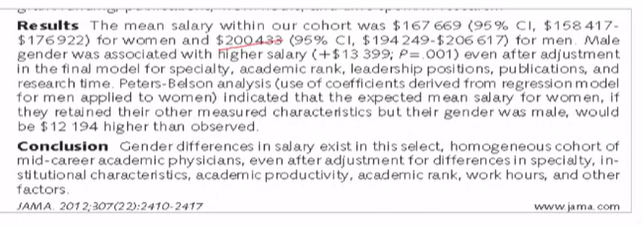 Results The mean salary within our cohort was $167 669 (95% CI, $158 417-
$176 922) for women and $200 433 (95% CI, $194 249-$206 617) for men. Male
gender was associated with higher salary (+$13 399; P=.001) even after adjustment
in the final model for specialty, academic rank, leadership positions, publications, and
research time. Peters-Belson analysis (use of coefficients derived from regression model
for men applied to women) indicated that the expected mean salary for women, if
they retained their other measured characteristics but their gender was male, would
be $12 194 higher than observed.
Conclusion Gender differences in salary exist in this select, homogeneous cohort of
mid-career academic physicians, even after adjustment for differences in specialty, in-
stitutional characteristics, academic productivity, academic rank, work hours, and other
factors.
JAMA. 2012;307(22):2410-2417 www.jama.com